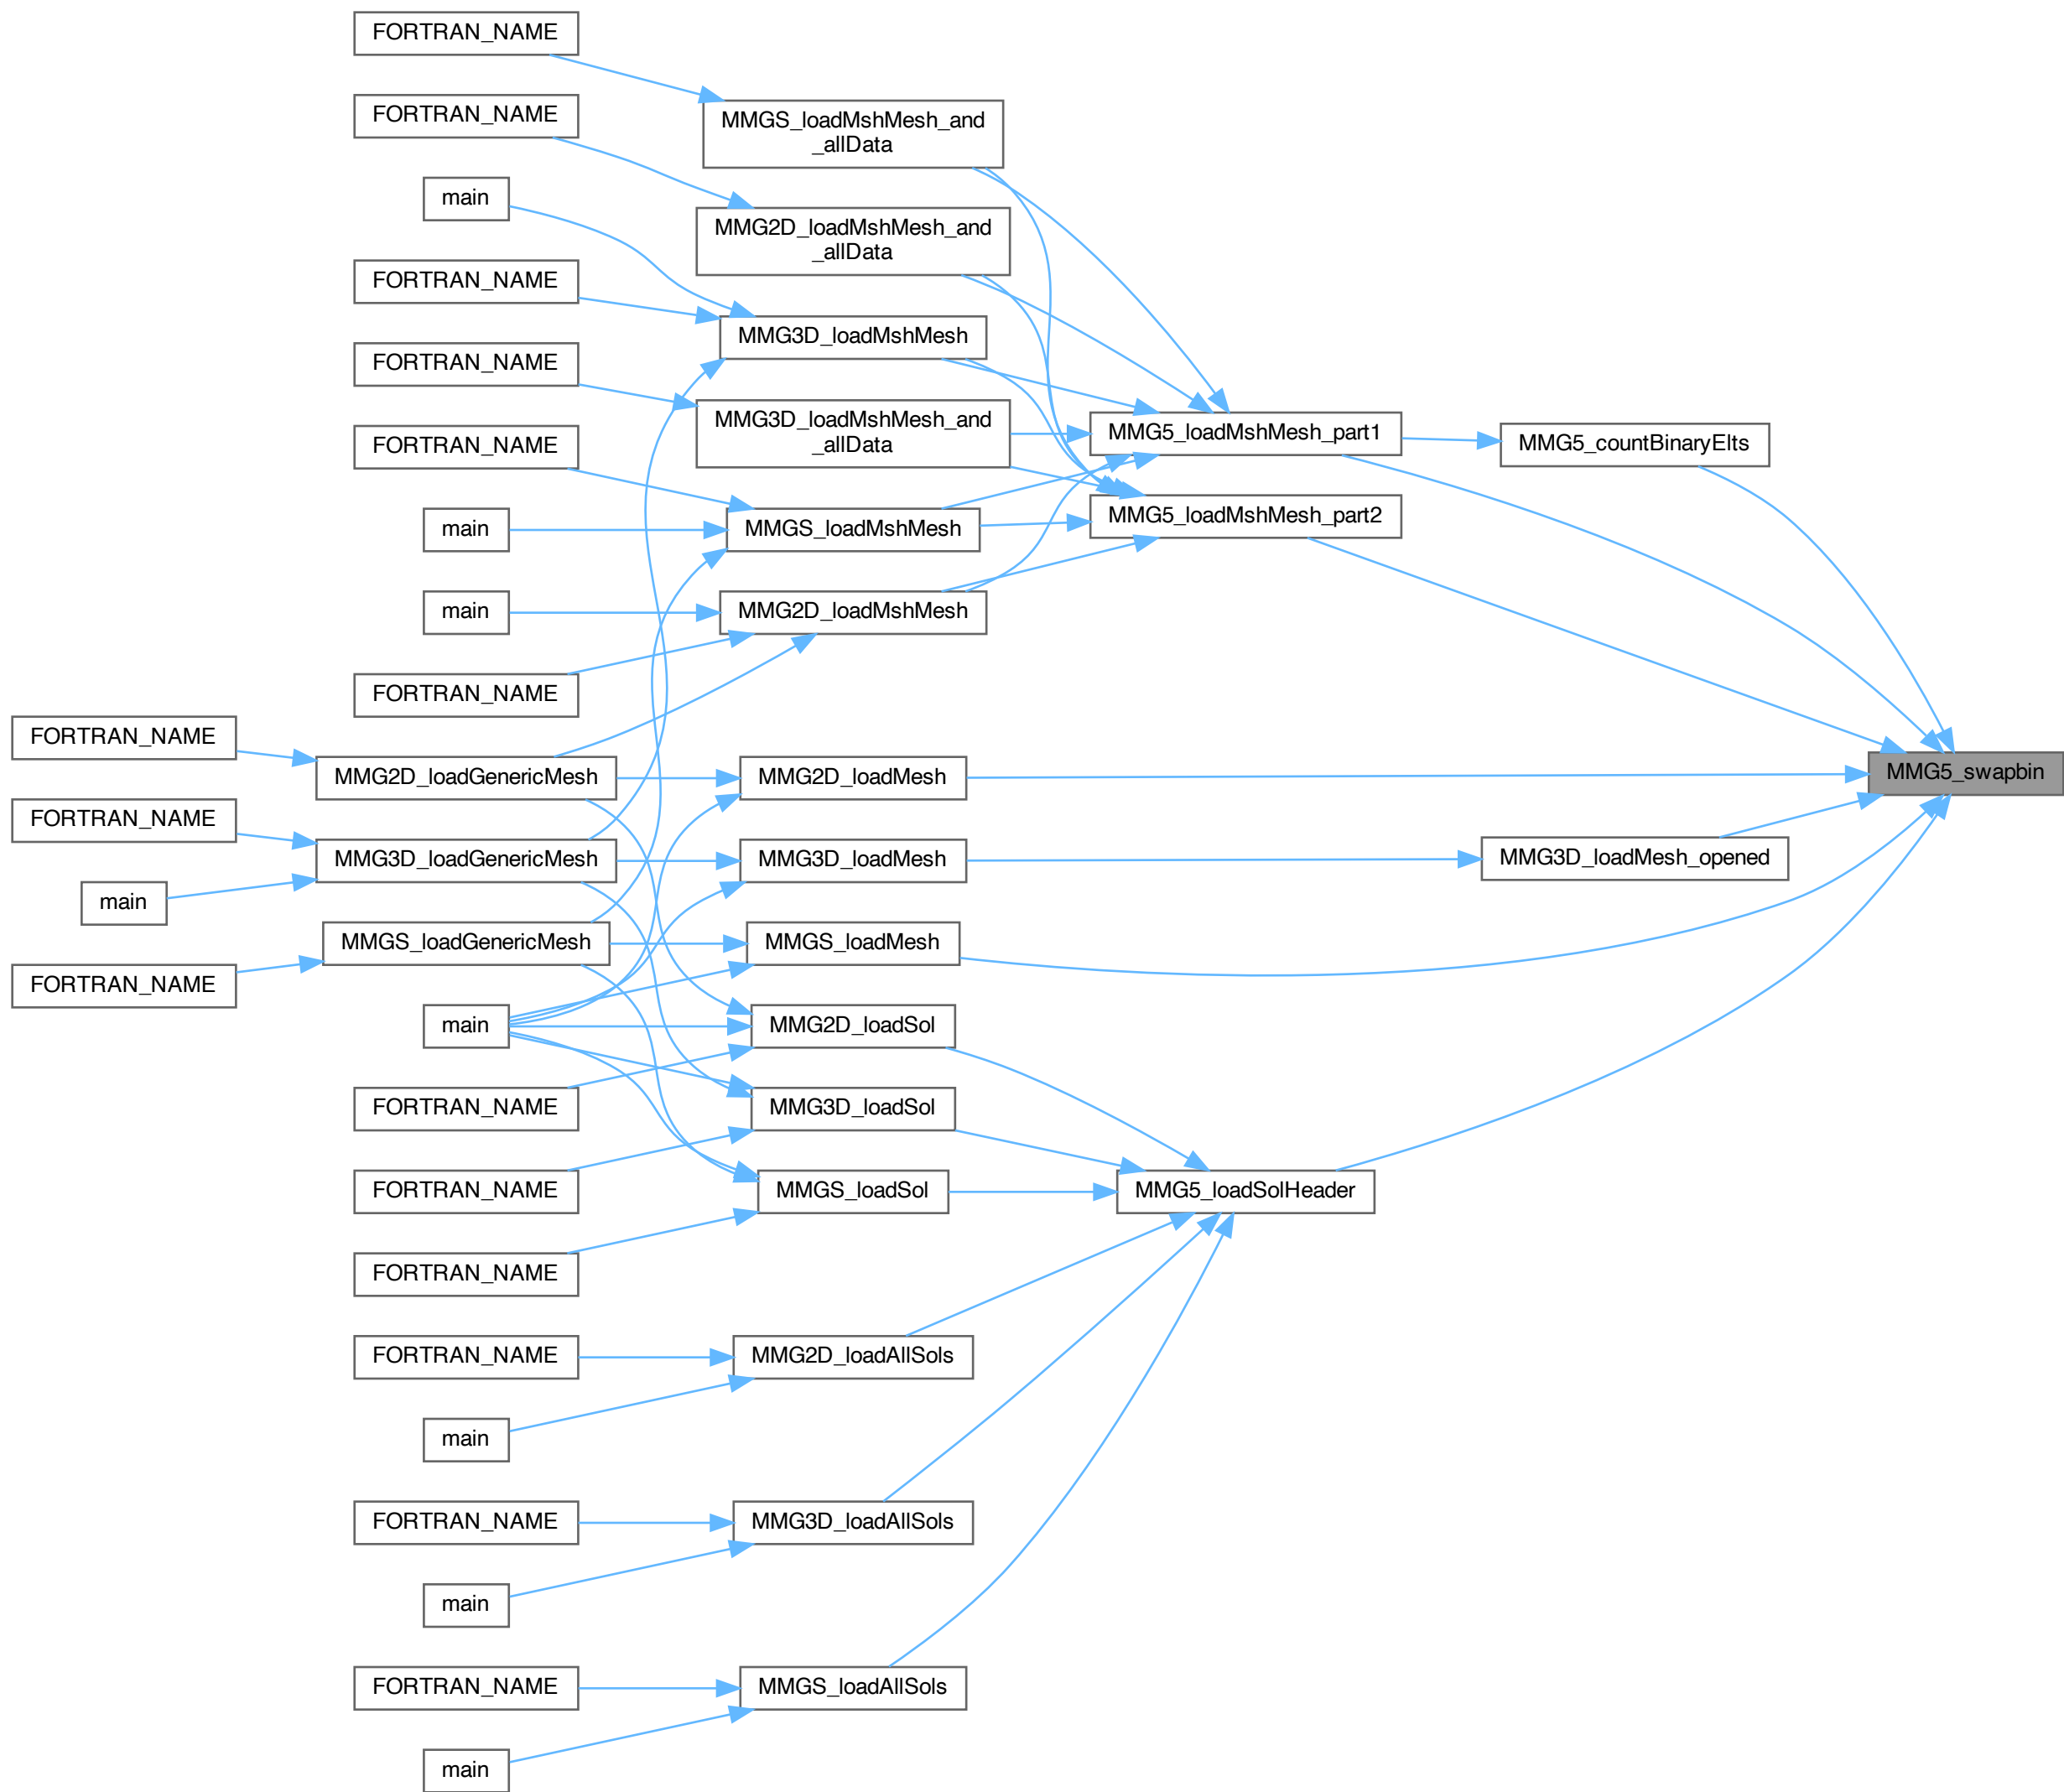 FORTRAN_NAME
MMGS_loadMshMesh_and
_allData
FORTRAN_NAME
main
MMG2D_loadMshMesh_and
_allData
FORTRAN_NAME
MMG3D_loadMshMesh
FORTRAN_NAME
MMG3D_loadMshMesh_and
_allData
MMG5_loadMshMesh_part1
MMG5_countBinaryElts
FORTRAN_NAME
main
MMGS_loadMshMesh
MMG5_loadMshMesh_part2
main
MMG2D_loadMshMesh
FORTRAN_NAME
FORTRAN_NAME
MMG2D_loadGenericMesh
MMG2D_loadMesh
MMG5_swapbin
FORTRAN_NAME
MMG3D_loadGenericMesh
MMG3D_loadMesh
MMG3D_loadMesh_opened
main
MMGS_loadGenericMesh
MMGS_loadMesh
FORTRAN_NAME
main
MMG2D_loadSol
FORTRAN_NAME
MMG3D_loadSol
FORTRAN_NAME
MMGS_loadSol
MMG5_loadSolHeader
FORTRAN_NAME
FORTRAN_NAME
MMG2D_loadAllSols
main
FORTRAN_NAME
MMG3D_loadAllSols
main
FORTRAN_NAME
MMGS_loadAllSols
main